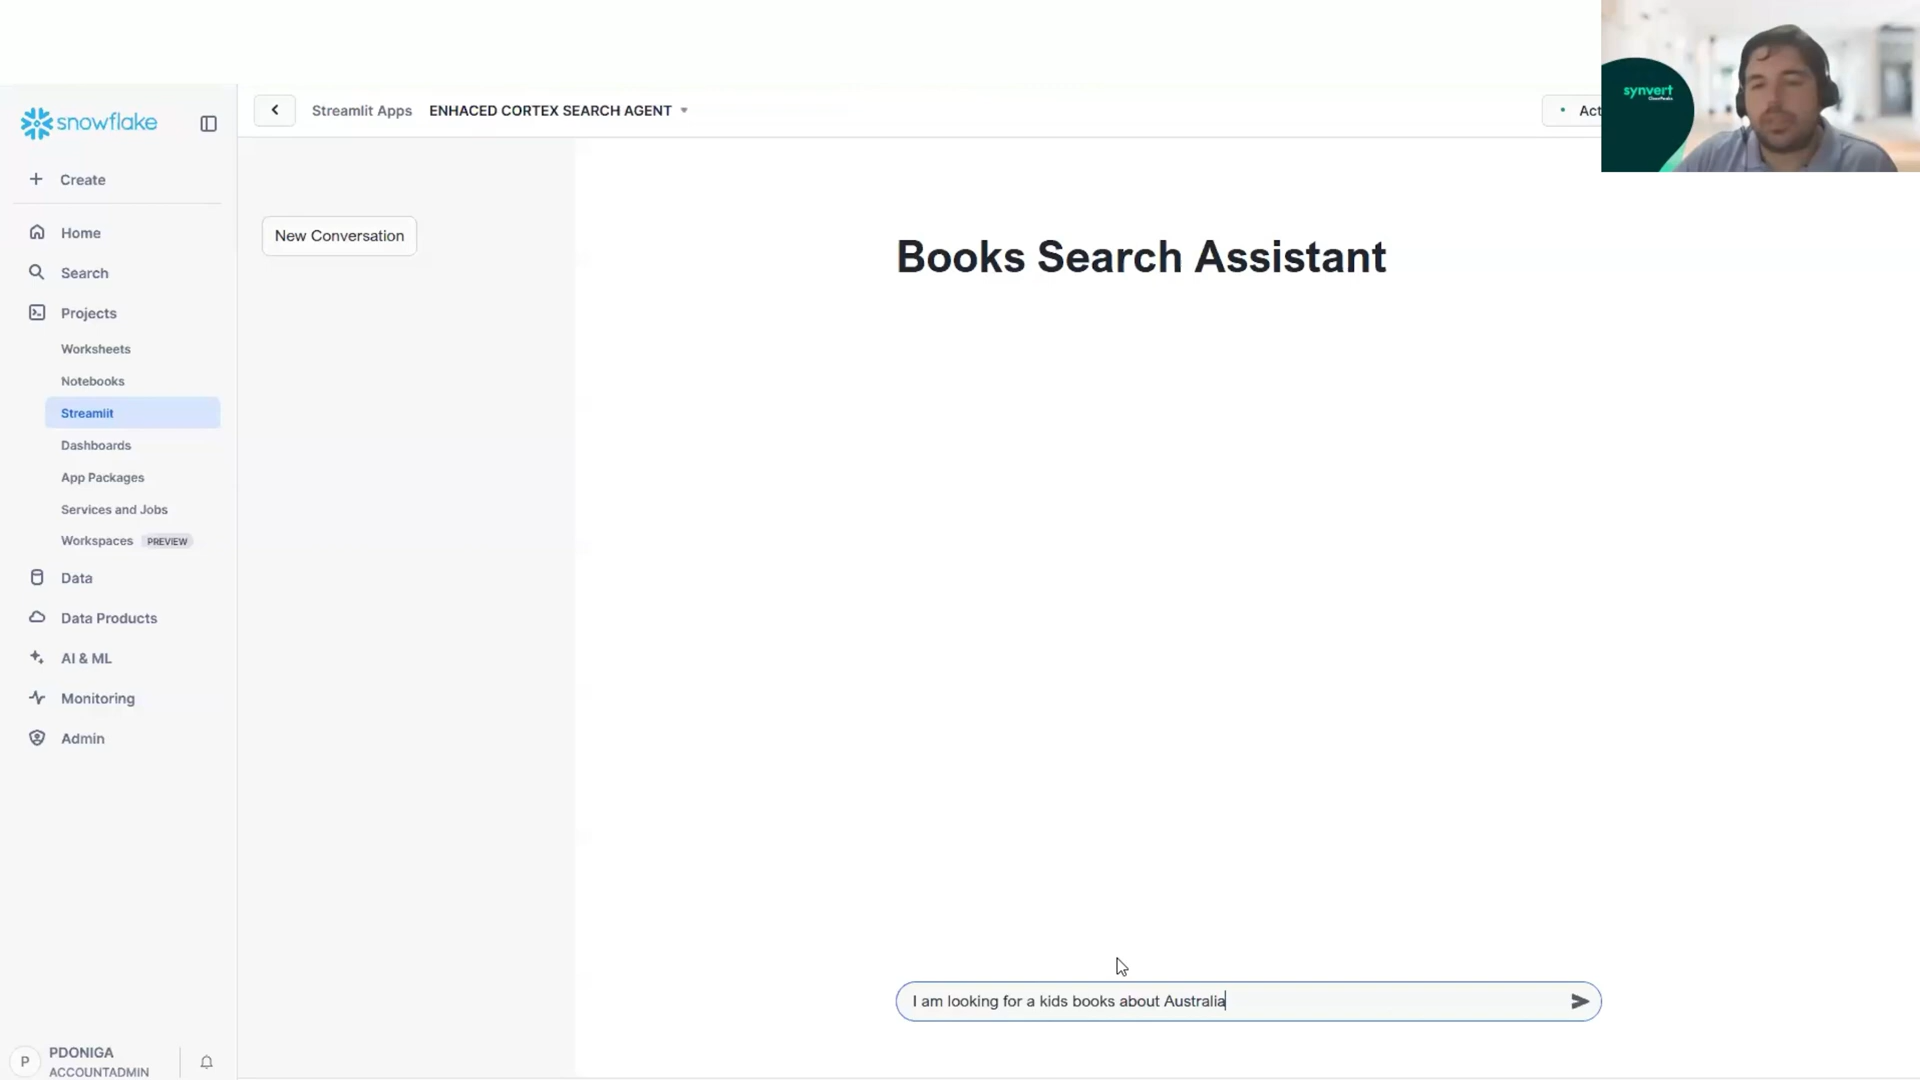 snowflake
Create
Home
Search
Projects
Worksheets
Notebooks
Streamlit
Dashboards
App Packages
Services and Jobs
Workspaces PREVIEW
Data
Data Products
AI & ML
Monitoring
Admin
P
PDONIGA
ACCOUNTADMIN
Streamlit Apps ENHACED CORTEX SEARCH AGENT
Act
New Conversation
Books Search Assistant
I am looking for a kids books about Australia
synvert